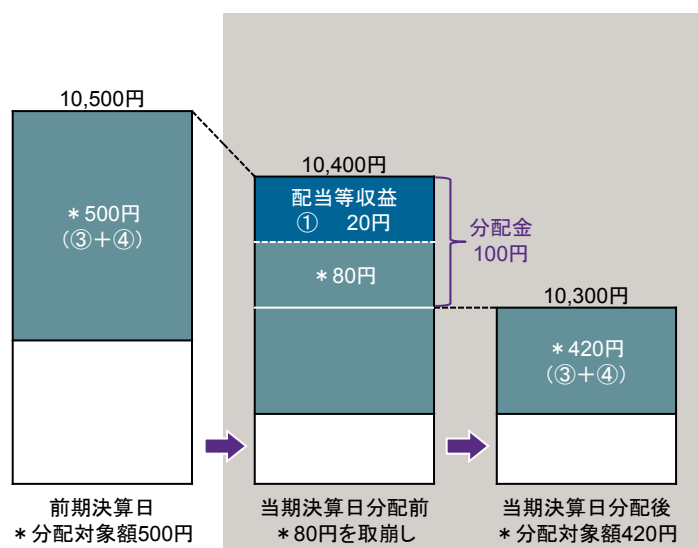 10,500円
＊500円
（③＋④）
前期決算日
＊分配対象額500円
10,400円
配当等収益
① 20円
＊80円
分配金
100円
当期決算日分配前
＊80円を取崩し
10,300円
＊420円
（③＋④）
当期決算日分配後
＊分配対象額420円